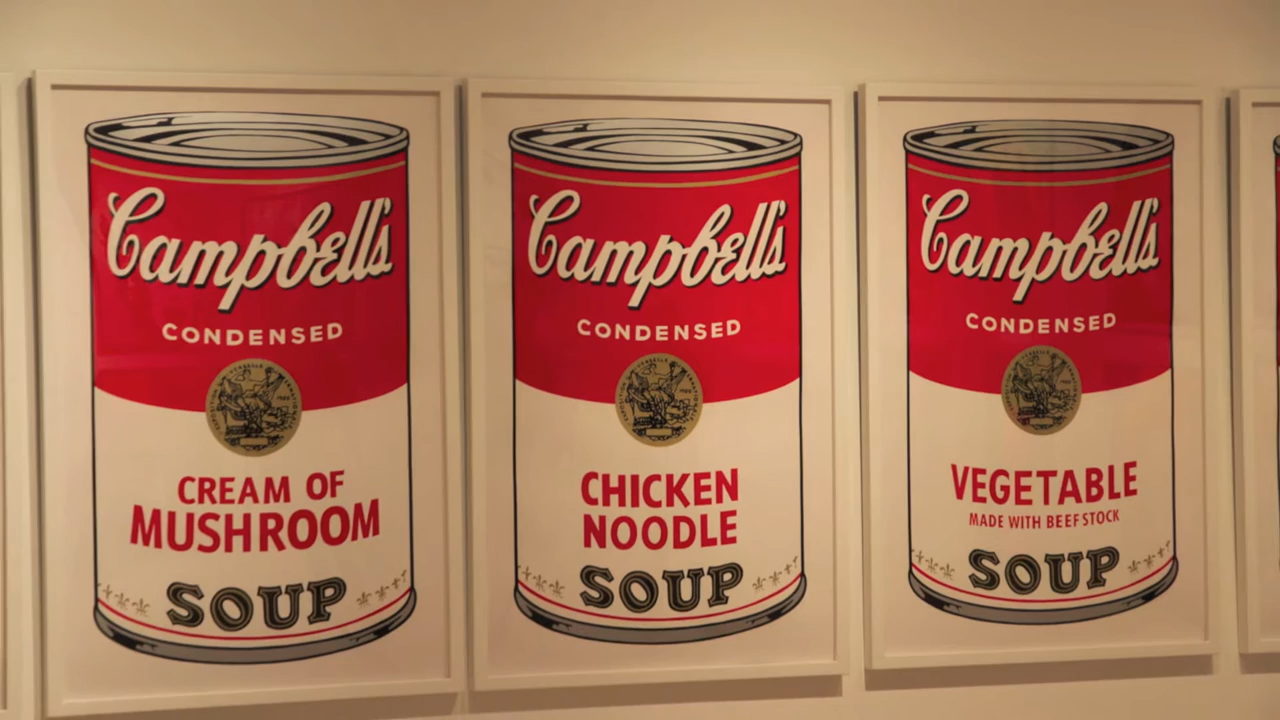 Campbell's
CONDENSED
CREAM OF
MUSHROOM
SOUP
Campbell's
CONDENSED
CHICKEN
NOODLE
SOUP
Campbell's
CONDENSED
VEGETABLE
MADE WITH BEEF STOCK
SOUP